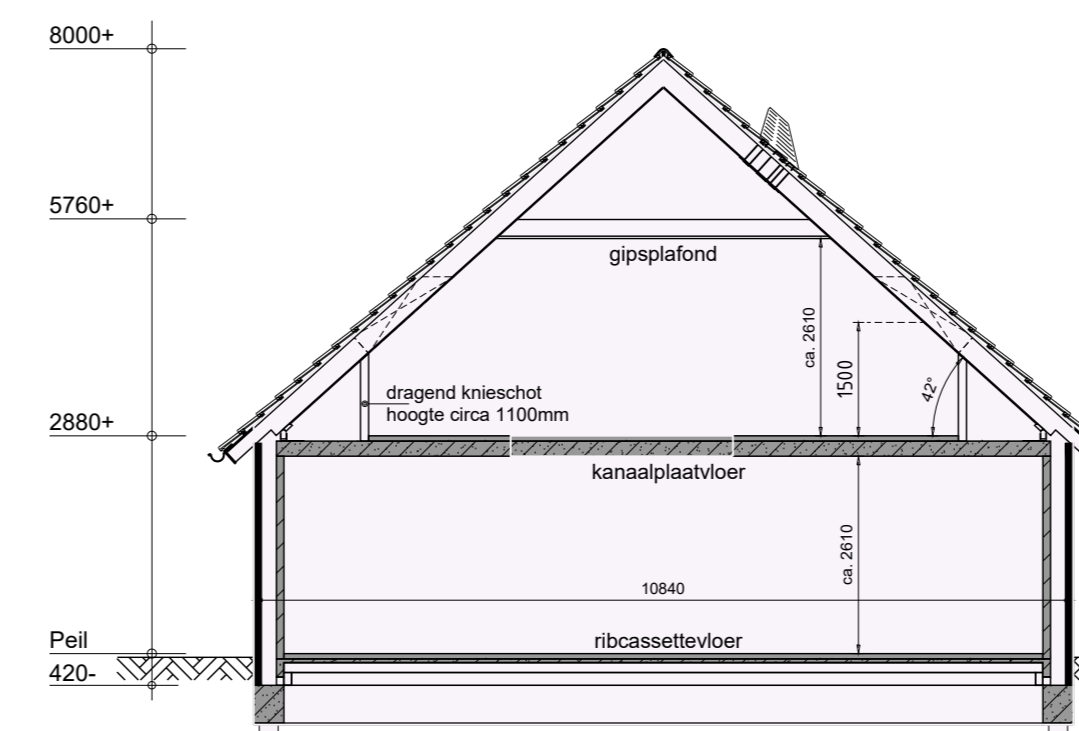 8000+
5760+
gipsplafond
ca. 2610
1500
42°
dragend knieschot
hoogte circa 1100mm
2880+
kanaalplaatvloer
ca. 2610
10840
Peil
ribcassettevloer
420-